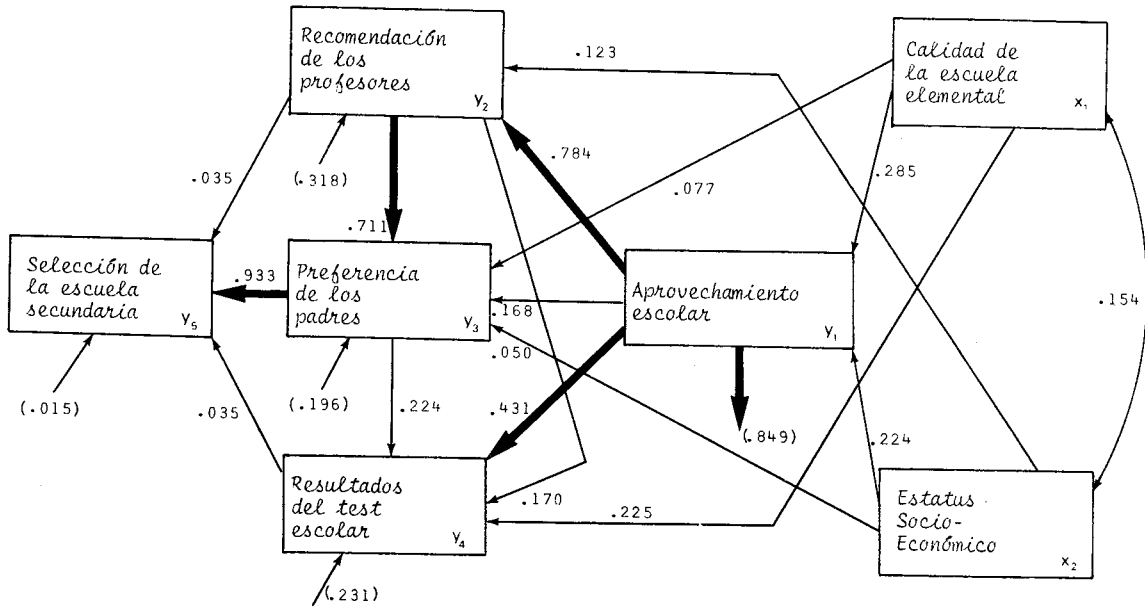 Recomendación
de los
profesores
y₂
.123
Calidad de
la escuela
elemental
x₁
.784
.035
(.318)
.077
.285
.711
Selección de
la escuela
secundaria
y₅
.933
Preferencia
de los
padres
y₃
.168
Aprovechamiento
escolar
y₁
.154
.050
(.015)
.035
(.196)
.224
.431
(.849)
.224
Resultados
del test
escolar
y₄
.170
.225
Estatus
Socio-
Económico
x₂
(.231)